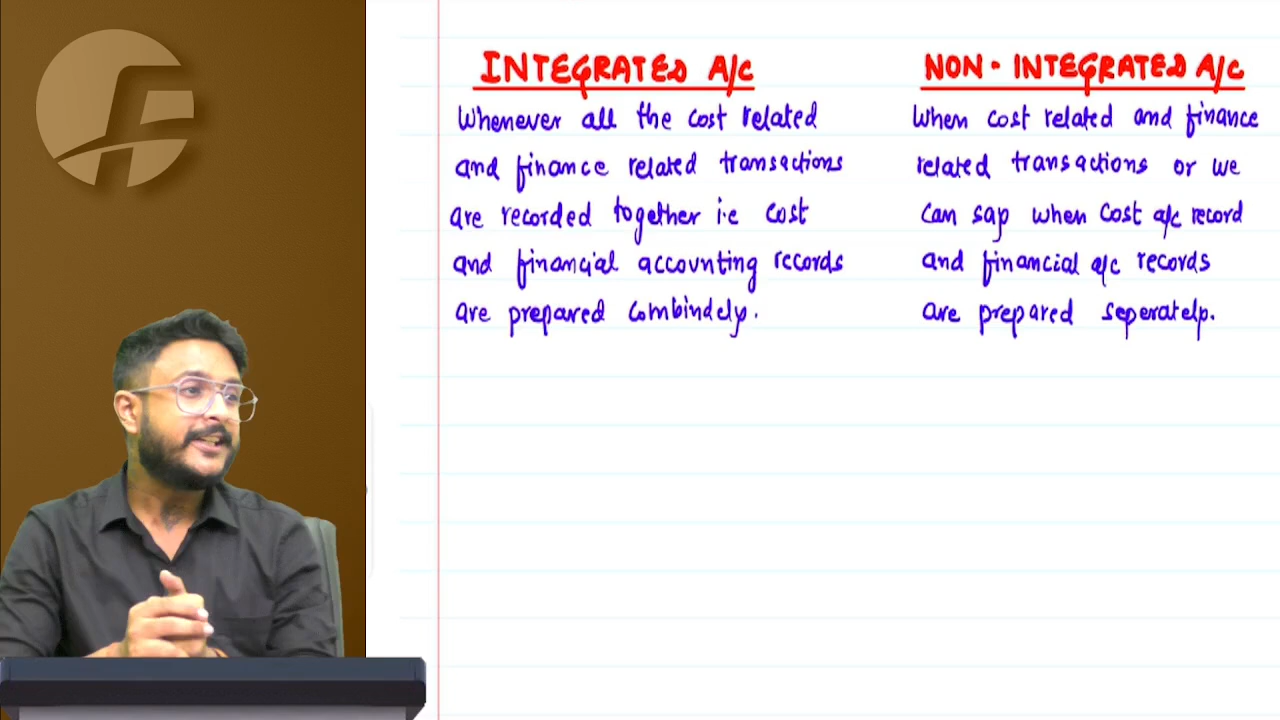 INTEGRATED A/C
Whenever all the cost related
and finance related transactions
are recorded together i.e cost
and financial accounting records
are prepared combindely.
NON - INTEGRATED A/C
When cost related and finance
related transactions or we
can say when cost a/c record
and financial a/c records
are prepared seperately.